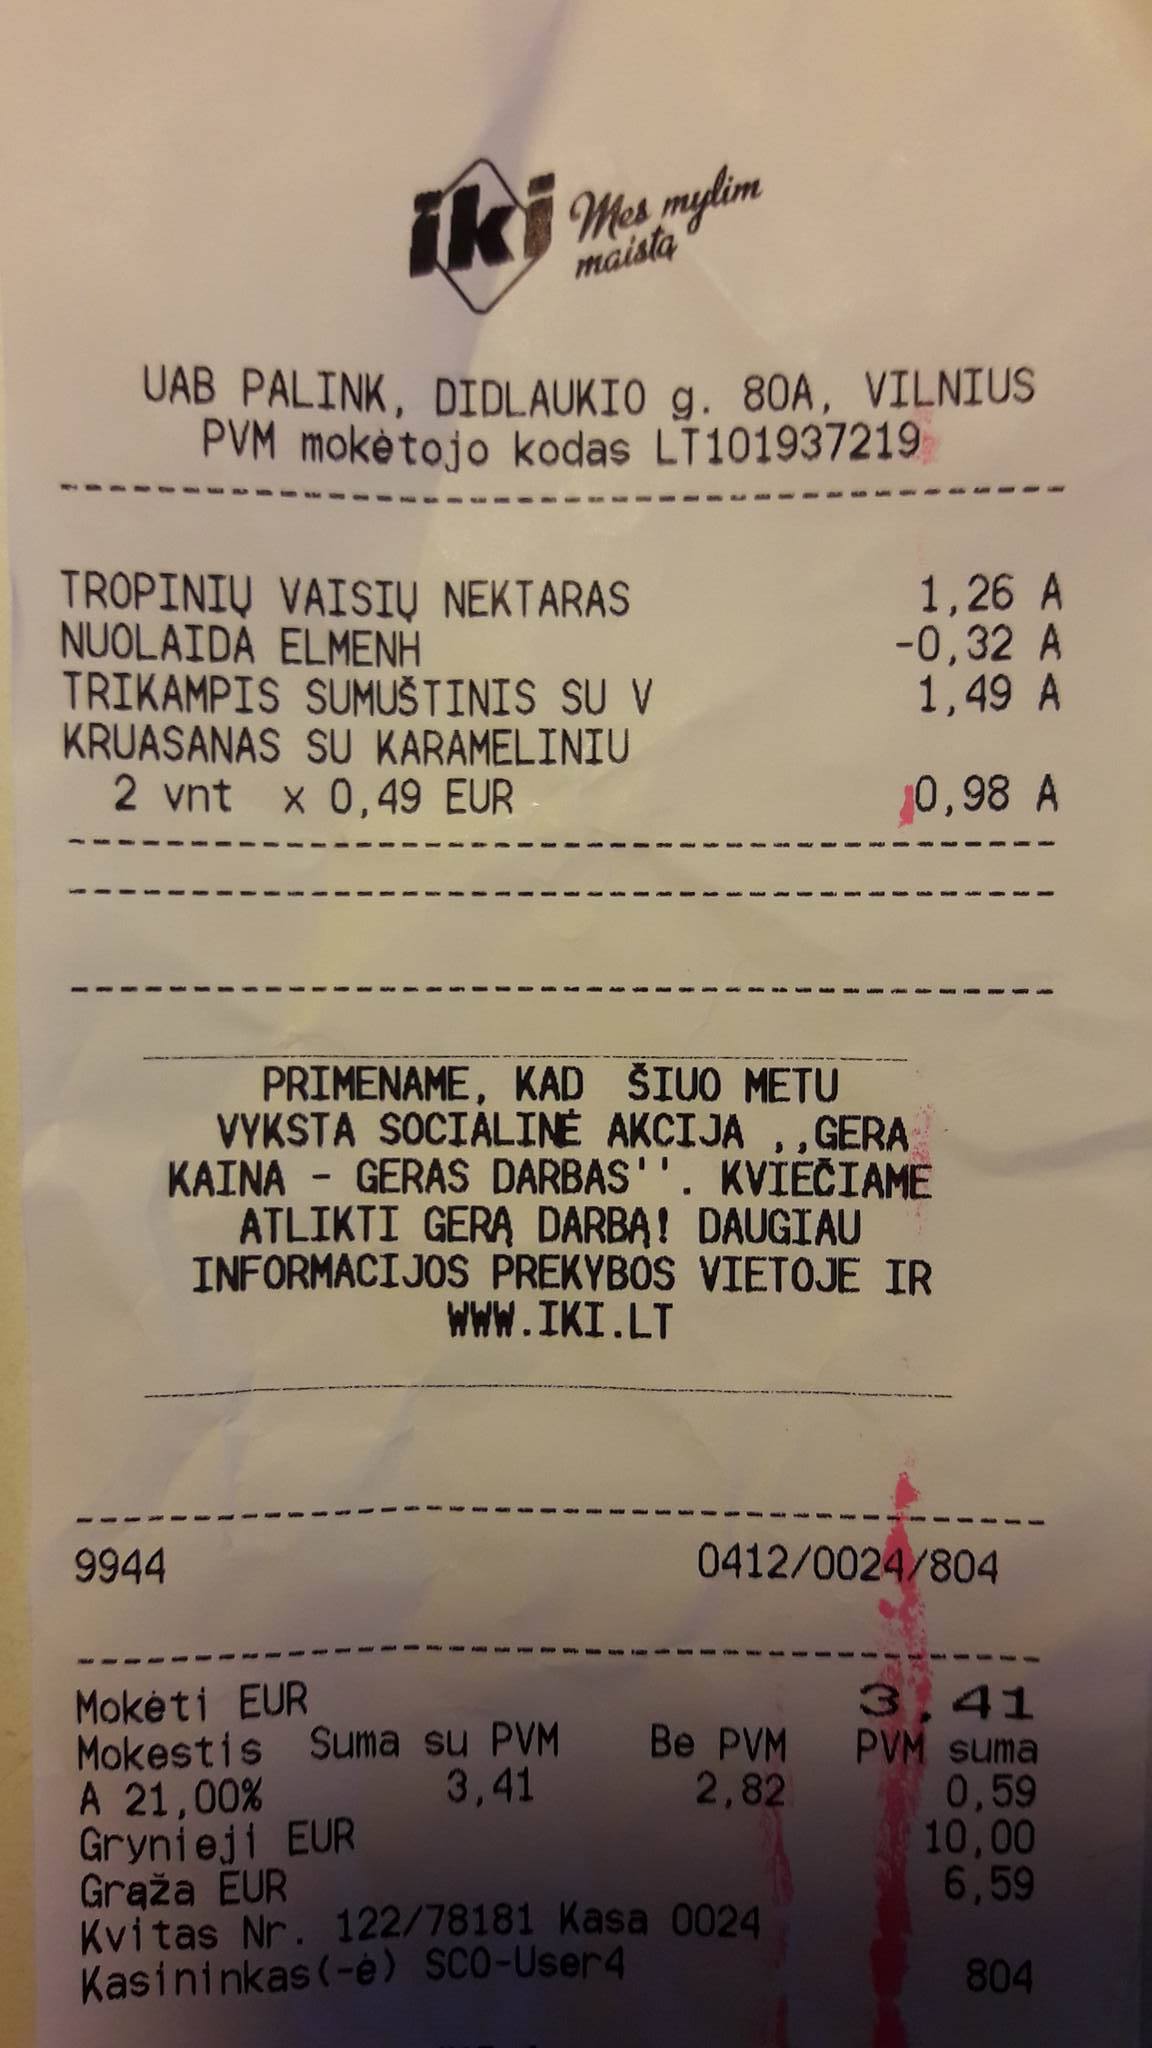 iki Mes mylim
maistą
UAB PALINK, DIDLAUKIO g. 80A, VILNIUS
PVM mokėtojo kodas LT101937219
TROPINIŲ VAISIŲ NEKTARAS 1,26 A
NUOLAIDA ELMENH -0,32 A
TRIKAMPIS SUMUŠTINIS SU V 1,49 A
KRUASANAS SU KARAMELINIU
2 vnt x 0,49 EUR 0,98 A
PRIMENAME, KAD ŠIUO METU
VYKSTA SOCIALINĖ AKCIJA ,,GERA
KAINA - GERAS DARBAS''. KVIEČIAME
ATLIKTI GERĄ DARBĄ! DAUGIAU
INFORMACIJOS PREKYBOS VIETOJE IR
WWW.IKI.LT
9944 0412/0024/804
Mokėti EUR 3,41
Mokestis Suma su PVM Be PVM PVM suma
A 21,00% 3,41 2,82 0,59
Grynieji EUR 10,00
Grąža EUR 6,59
Kvitas Nr. 122/78181 Kasa 0024
Kasininkas(-ė) SCO-User4 804